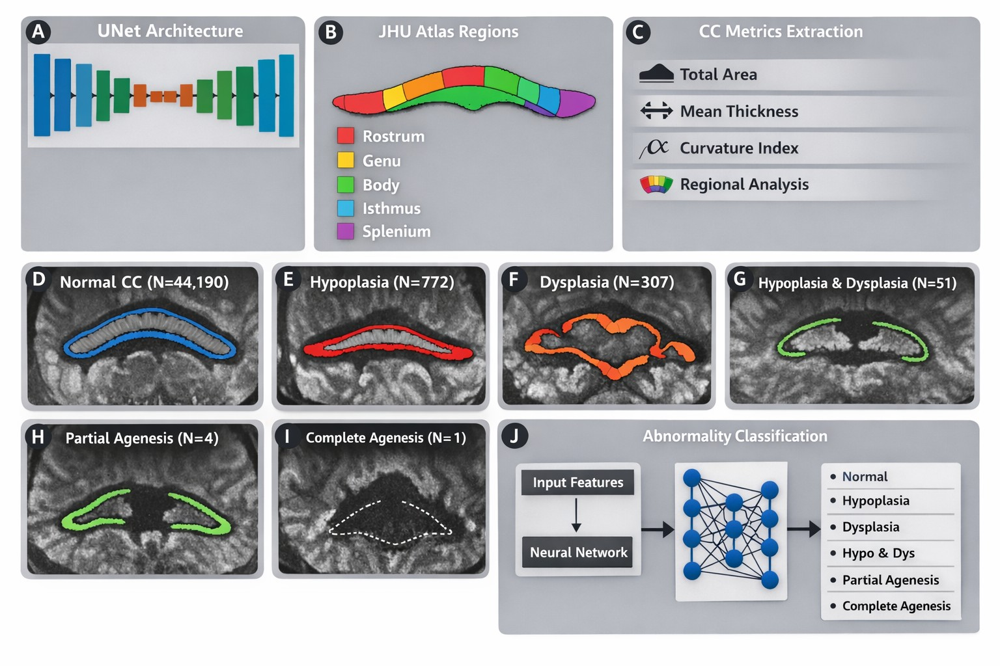 A
UNet Architecture
B
JHU Atlas Regions
Rostrum
Genu
Body
Isthmus
Splenium
C
CC Metrics Extraction
Total Area
Mean Thickness
α Curvature Index
Regional Analysis
D
Normal CC (N=44,190)
E
Hypoplasia (N=772)
F
Dysplasia (N=307)
G
Hypoplasia & Dysplasia (N=51)
H
Partial Agenesis (N=4)
I
Complete Agenesis (N=1)
J
Abnormality Classification
Input Features
Neural Network
• Normal
• Hypoplasia
• Dysplasia
• Hypo & Dys
• Partial Agenesis
• Complete Agenesis